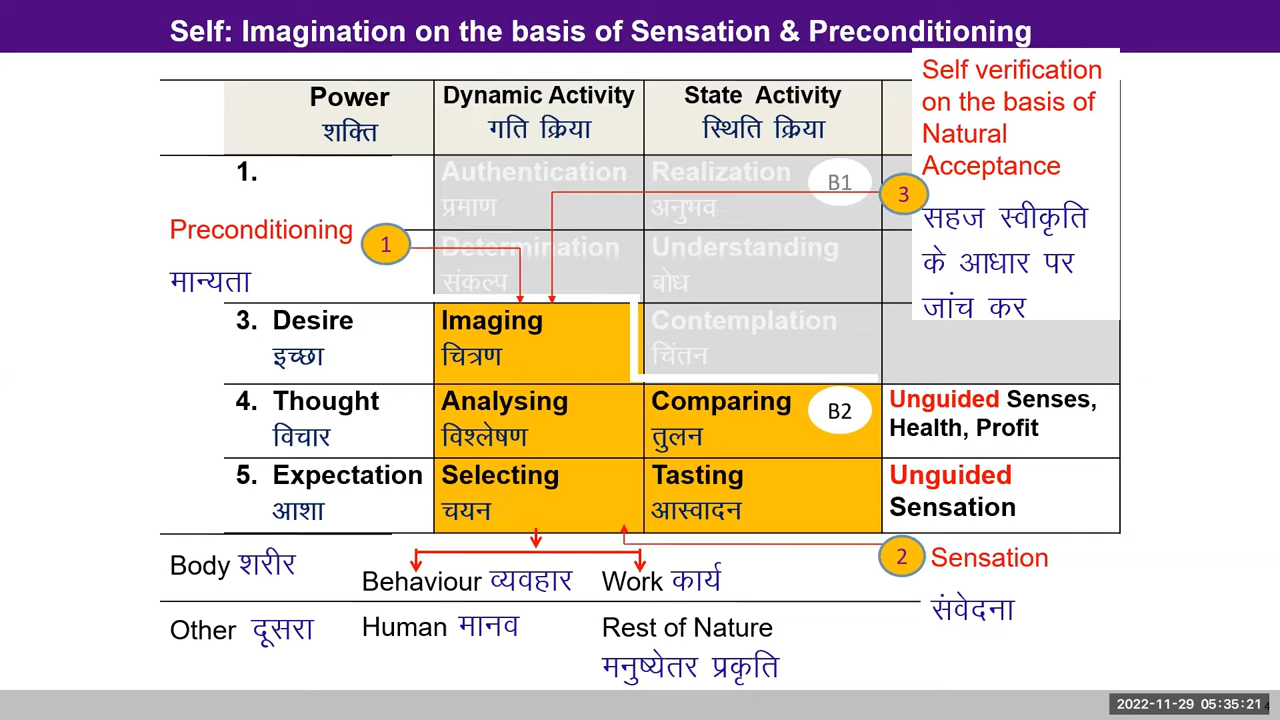 Self: Imagination on the basis of Sensation & Preconditioning
Power
शक्ति
Dynamic Activity
गति क्रिया
State Activity
स्थिति क्रिया
Self verification
on the basis of
Natural
Acceptance
सहज स्वीकृति
के आधार पर
जांच कर
1.
Authentication
प्रमाण
Realization
अनुभव
B1
3
Preconditioning
मान्यता
1
Determination
संकल्प
Understanding
बोध
3. Desire
इच्छा
Imaging
चित्रण
Contemplation
चिंतन
4. Thought
विचार
Analysing
विश्लेषण
Comparing
तुलन
B2
Unguided Senses,
Health, Profit
5. Expectation
आशा
Selecting
चयन
Tasting
आस्वादन
Unguided
Sensation
Body शरीर
Behaviour व्यवहार
Work कार्य
2
Sensation
संवेदना
Other दूसरा
Human मानव
Rest of Nature
मनुष्येतर प्रकृति
2022-11-29 05:35:21
4